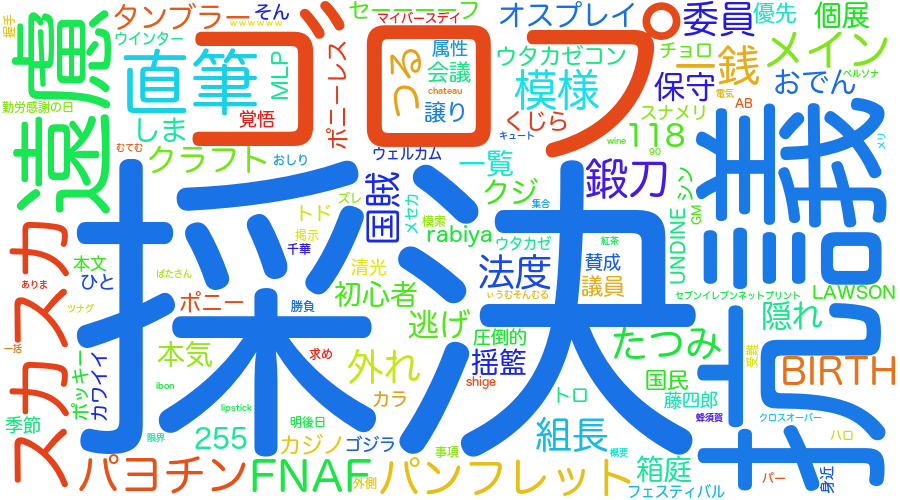 採決
抗議
ゴロプ
遠慮
スカスカ
直筆
タンブラー
そん
ｗｗｗｗｗ
セーーーーフ
マイバースデイ
オスプレイ
委員
優先
個展
握手
ウインター
MLP
ポニーレス
つる
属性
会議
chateau
譲り
ウタカゼコン
チョロ
一銭
メイン
模様
保守
電気
おでん
ペルソナ
勤労感謝の日
しま
覚悟
くじら
キュート
wine
118
スナメリ
AB
90
むてむ
クラフト
おしり
ウェルカム
一覧
鍛刀
メリ
国賊
ズレ
メセカ
クジ
集合
シン
トド
模索
rabiya
ウタカゼ
紅茶
UNDINE
GM
掲示
千華
本文
ひと
ぱたさん
清光
法度
賛成
議員
ありま
ツナグ
ポニー
勝負
初心者
ぃうむそんむる
セブンイレブンネットプリント
LAWSON
逃げ
圧倒的
たつみ
隠れ
一括
ポッキー
カワイイ
本気
求め
外れ
揺籃
shige
国民
受難
BIRTH
ibon
カラ
トロ
藤四郎
lipstick
季節
限界
255
明後日
カジノ
ゴジラ
組長
蜂須賀
クロスオーバー
ハロ
事項
概要
パヨチン
FNAF
外側
パンフレット
箱庭
フェスティバル
パー
身近